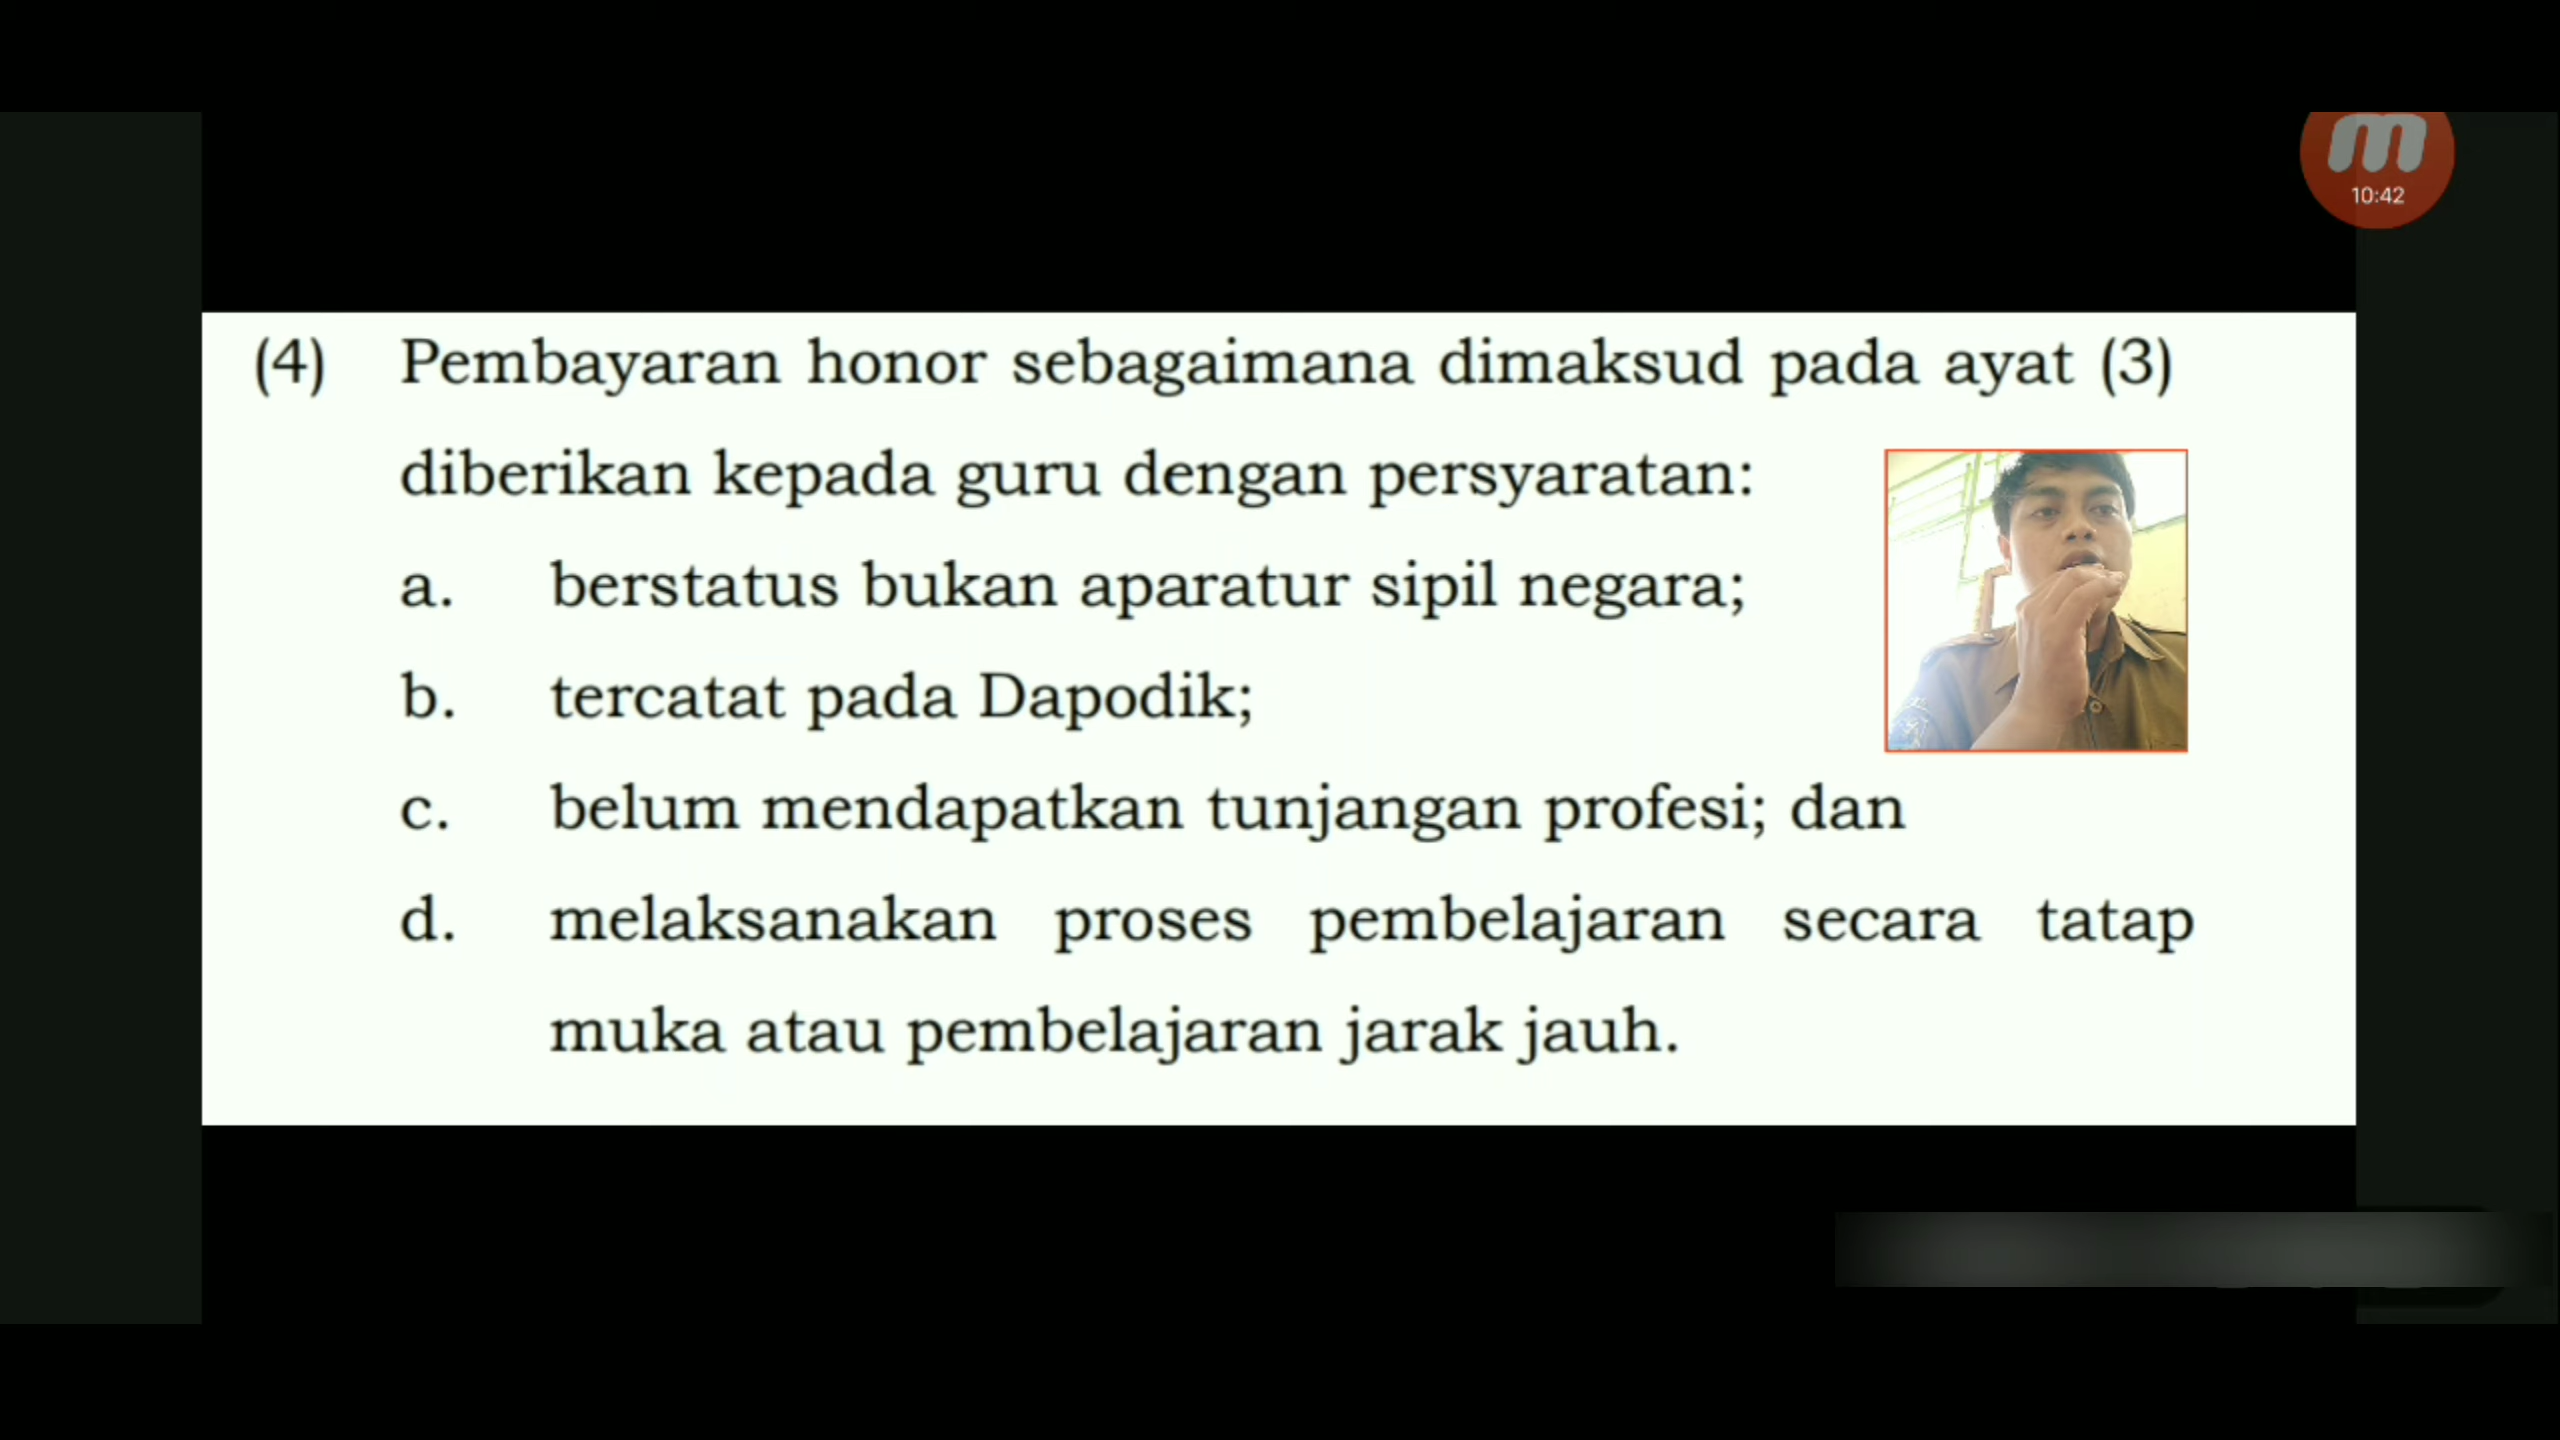 m
10:42
(4) Pembayaran honor sebagaimana dimaksud pada ayat (3)
diberikan kepada guru dengan persyaratan:
a. berstatus bukan aparatur sipil negara;
b. tercatat pada Dapodik;
c. belum mendapatkan tunjangan profesi; dan
d. melaksanakan proses pembelajaran secara tatap
muka atau pembelajaran jarak jauh.